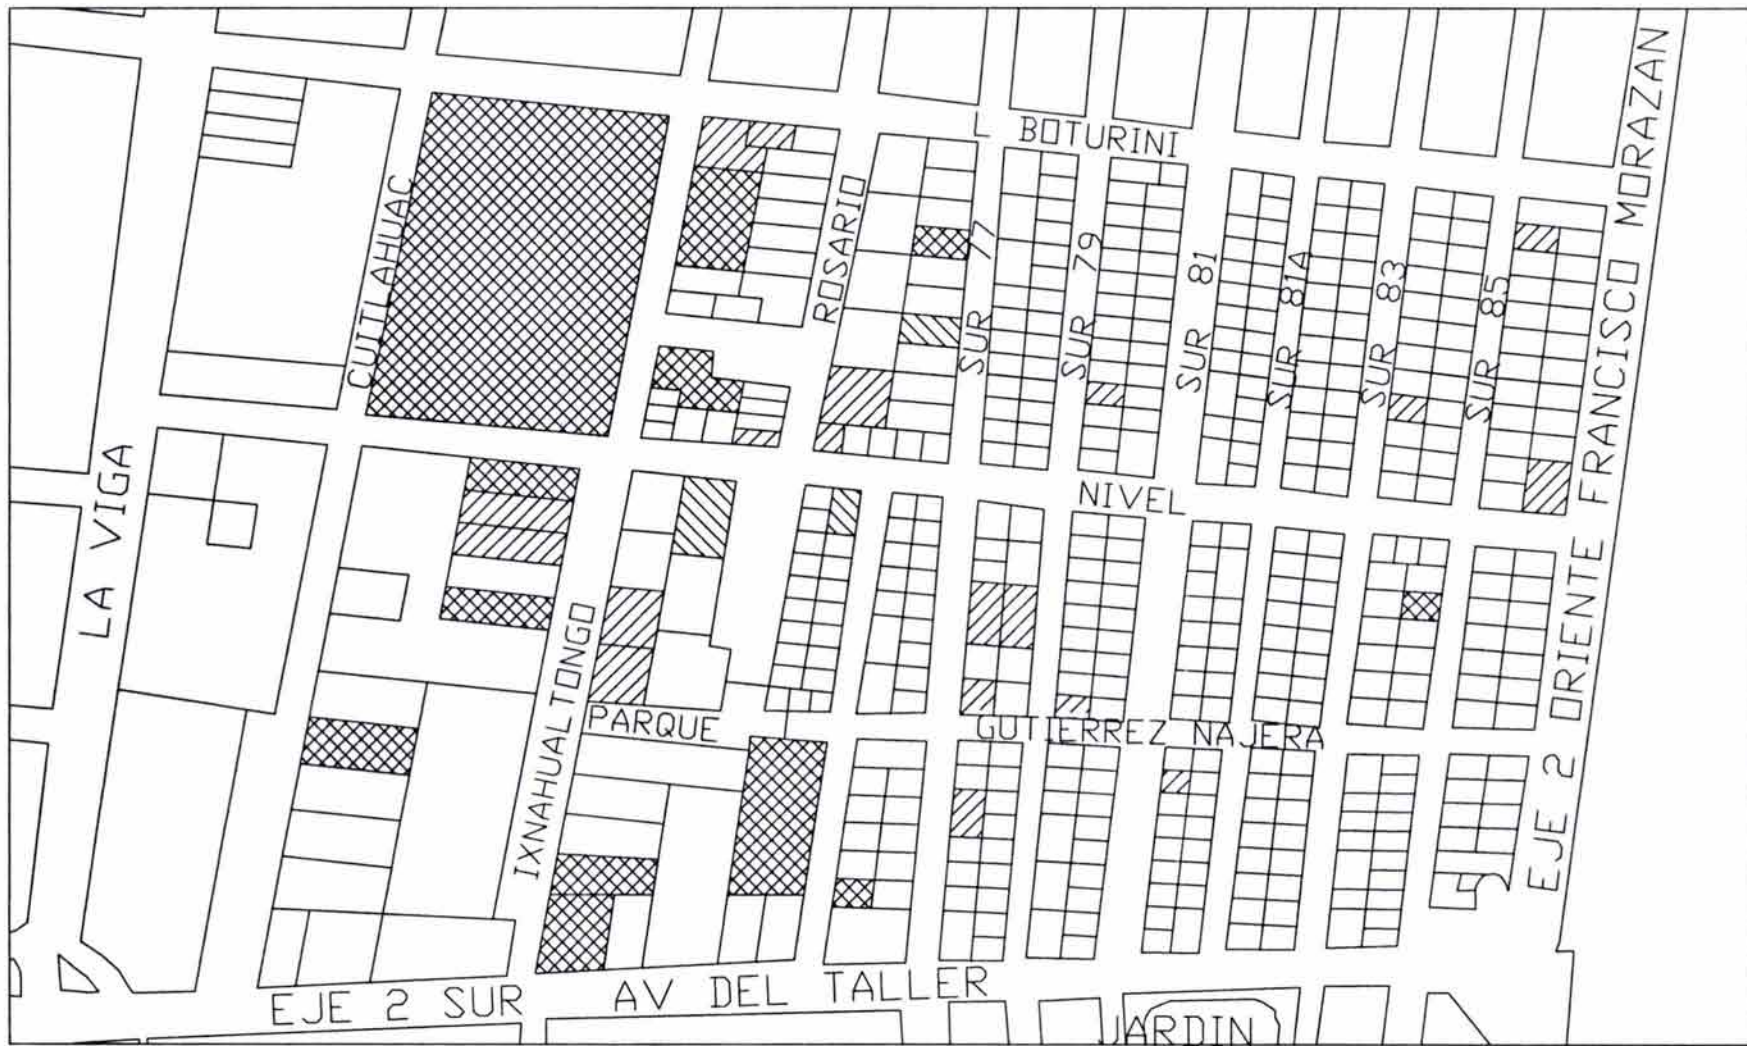 L BOTURINI
CUITLAHUAC
ROSARIO
SUR 77
SUR 79
SUR 81
SUR 81A
SUR 83
SUR 85
EJE 2 ORIENTE FRANCISCO MORAZAN
LA VIGA
NIVEL
IXNAHUALTONGO
PARQUE
GUTIERREZ NAJERA
EJE 2 SUR
AV DEL TALLER
JARDIN